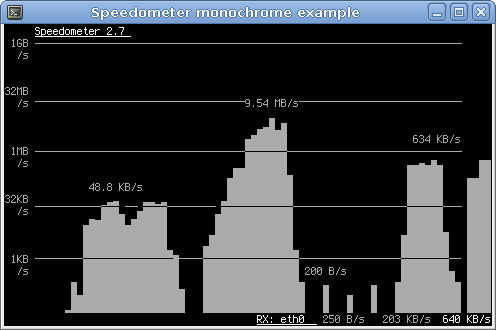 Speedometer monochrome example
Speedometer 2.7
1GB
/s
32MB
/s
9.54 MB/s
634 KB/s
1MB
/s
48.8 KB/s
32KB
/s
1KB
/s
200 B/s
RX: eth0 250 B/s 203 KB/s 640 KB/s